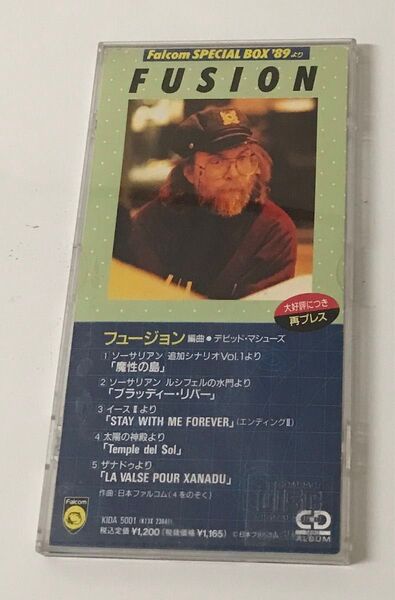 Falcom SPECIAL BOX '89より
FUSION
大好評につき
再プレス
フュージョン 編曲●デビッド・マシューズ
1 ソーサリアン 追加シナリオVol.1より
「魔性の島」
2 ソーサリアン ルシフェルの水門より
「ブラッディー・リバー」
3 イースⅡより
「STAY WITH ME FOREVER」(エンディングⅡ)
4 太陽の神殿より
「Temple del Sol」
5 ザナドゥより
「LA VALSE POUR XANADU」
作曲:日本ファルコム(4をのぞく)
Falcom
KIDA 5001
税込定価 ¥1,200 (税抜価格 ¥1,165)
©日本ファルコム
CD
ALBUM